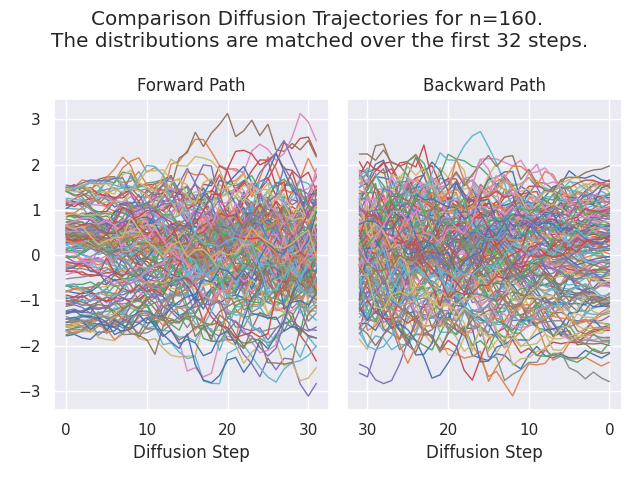 Comparison Diffusion Trajectories for n=160.
The distributions are matched over the first 32 steps.
Forward Path
Backward Path
3
2
1
0
−1
−2
−3
0 10 20 30
30 20 10 0
Diffusion Step
Diffusion Step